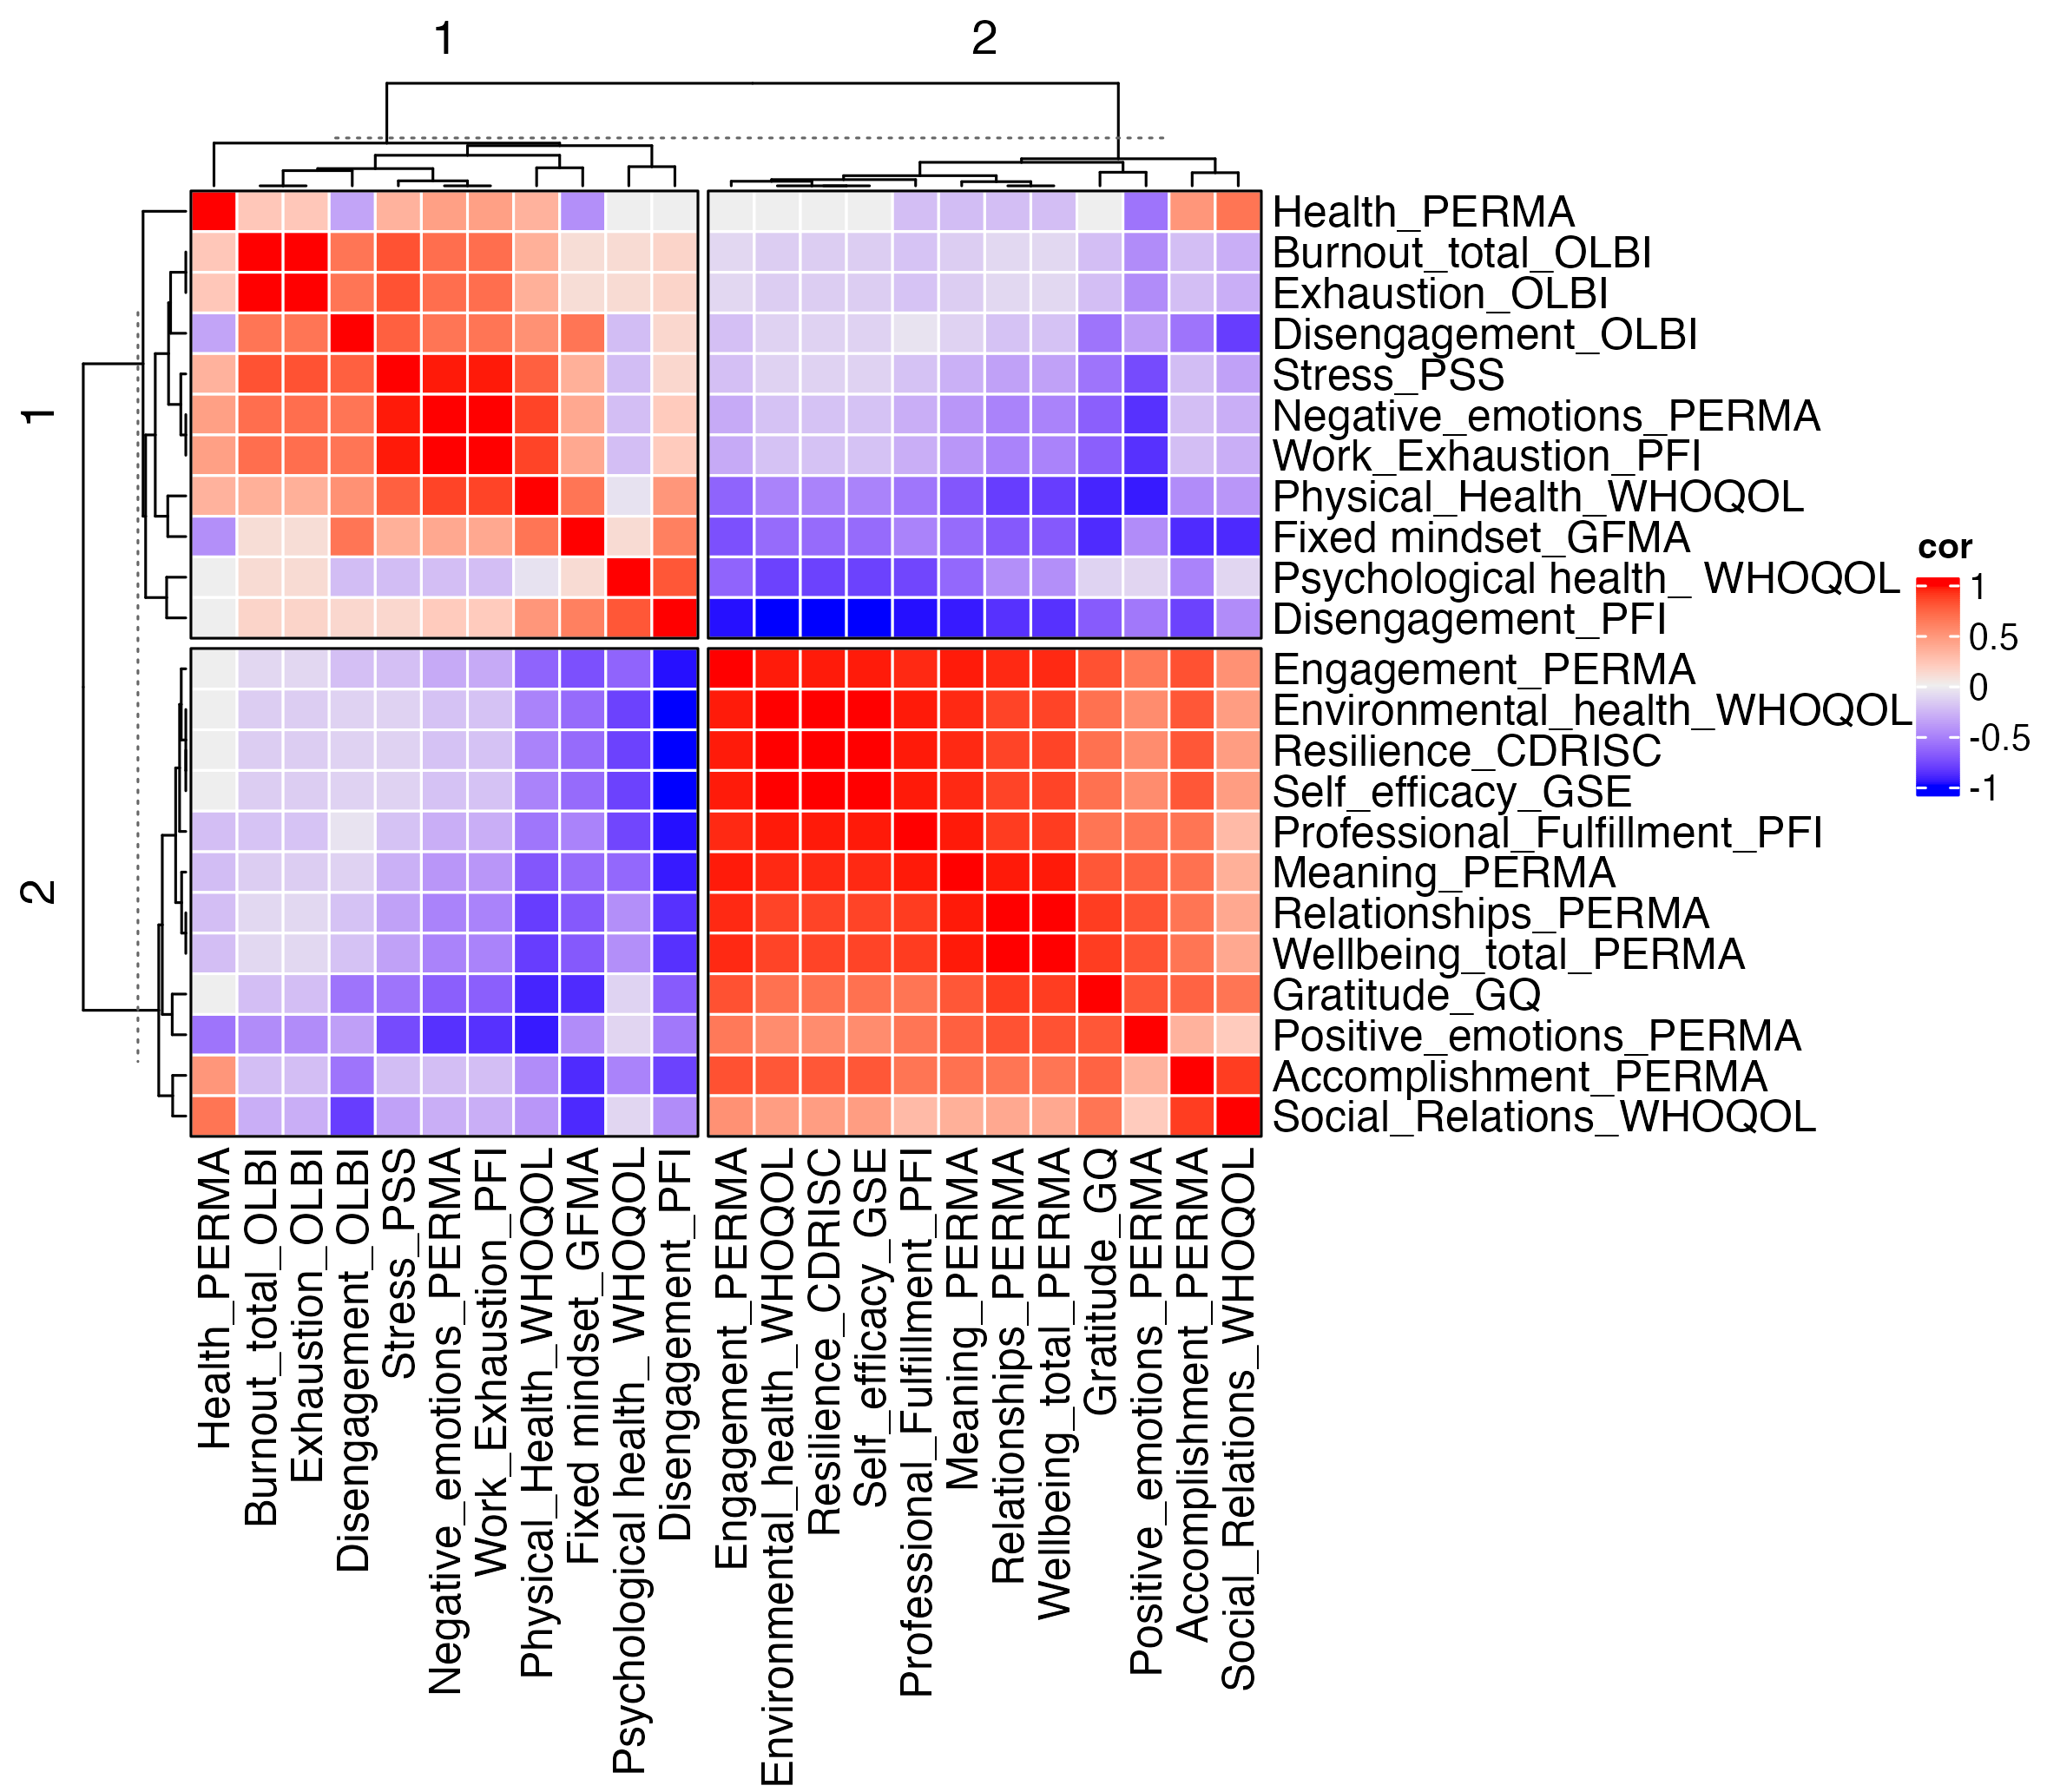 1
2
1
2
Health_PERMA
Burnout_total_OLBI
Exhaustion_OLBI
Disengagement_OLBI
Stress_PSS
Negative_emotions_PERMA
Work_Exhaustion_PFI
Physical_Health_WHOQOL
Fixed mindset_GFMA
Psychological health_ WHOQOL
Disengagement_PFI
Engagement_PERMA
Environmental_health_WHOQOL
Resilience_CDRISC
Self_efficacy_GSE
Professional_Fulfillment_PFI
Meaning_PERMA
Relationships_PERMA
Wellbeing_total_PERMA
Gratitude_GQ
Positive_emotions_PERMA
Accomplishment_PERMA
Social_Relations_WHOQOL
cor
1
0.5
0
-0.5
-1
Health_PERMA
Burnout_total_OLBI
Exhaustion_OLBI
Disengagement_OLBI
Stress_PSS
Negative_emotions_PERMA
Work_Exhaustion_PFI
Physical_Health_WHOQOL
Fixed mindset_GFMA
Psychological health_ WHOQOL
Disengagement_PFI
Engagement_PERMA
Environmental_health_WHOQOL
Resilience_CDRISC
Self_efficacy_GSE
Professional_Fulfillment_PFI
Meaning_PERMA
Relationships_PERMA
Wellbeing_total_PERMA
Gratitude_GQ
Positive_emotions_PERMA
Accomplishment_PERMA
Social_Relations_WHOQOL